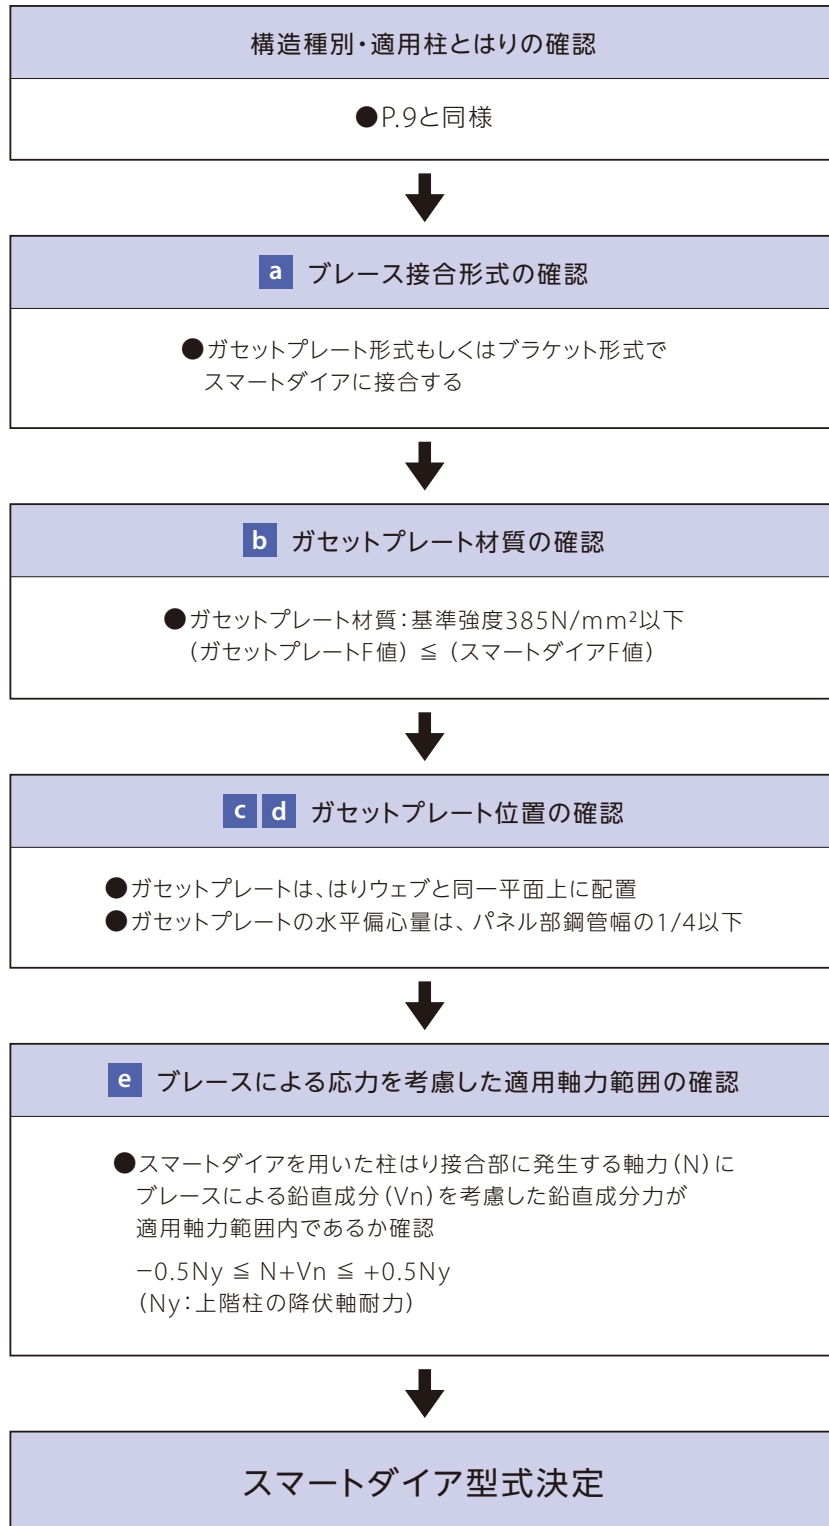 構造種別・適用柱とはりの確認
●P.9と同様
a ブレース接合形式の確認
●ガセットプレート形式もしくはブラケット形式で
スマートダイアに接合する
b ガセットプレート材質の確認
●ガセットプレート材質：基準強度385N/mm²以下
（ガセットプレートF値）≦（スマートダイアF値）
c d ガセットプレート位置の確認
●ガセットプレートは、はりウェブと同一平面上に配置
●ガセットプレートの水平偏心量は、パネル部鋼管幅の1/4以下
e ブレースによる応力を考慮した適用軸力範囲の確認
●スマートダイアを用いた柱はり接合部に発生する軸力（N）に
ブレースによる鉛直成分（Vn）を考慮した鉛直成分力が
適用軸力範囲内であるか確認
−0.5Ny ≦ N+Vn ≦ +0.5Ny
（Ny：上階柱の降伏軸耐力）
スマートダイア型式決定